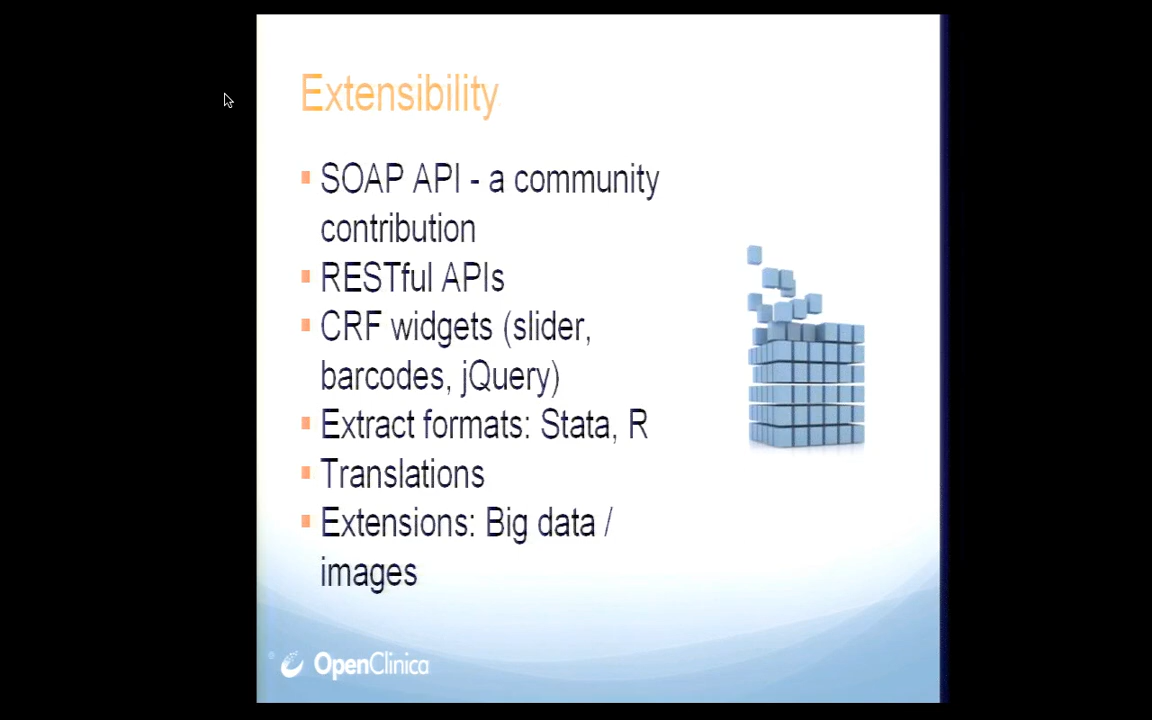 Extensibility
SOAP API - a community
contribution
RESTful APIs
CRF widgets (slider,
barcodes, jQuery)
Extract formats: Stata, R
Translations
Extensions: Big data /
images
OpenClinica